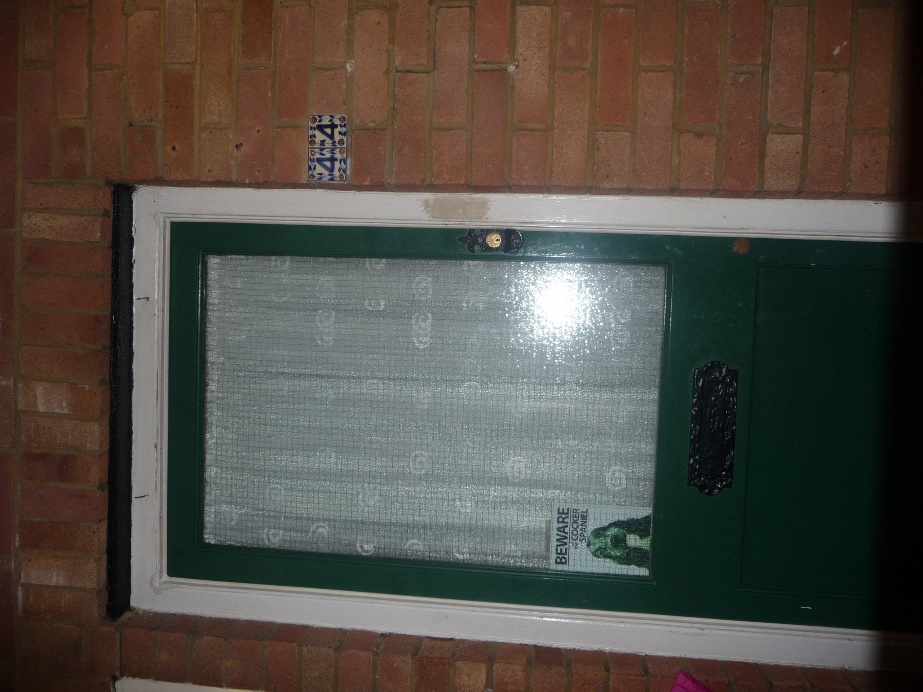 44
BEWARE
of the COCKER
SPANIEL